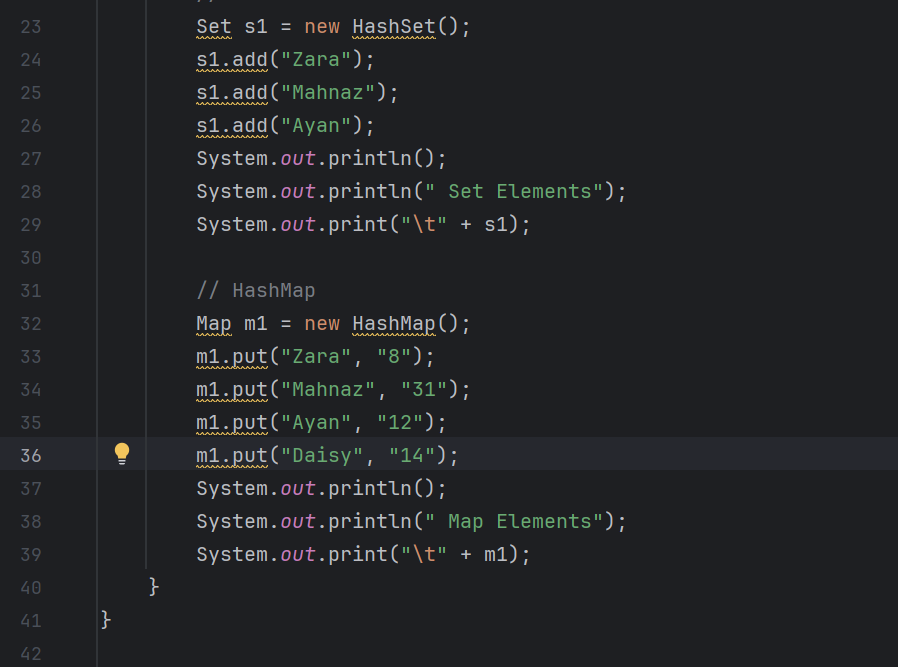 23 Set s1 = new HashSet();
24 s1.add("Zara");
25 s1.add("Mahnaz");
26 s1.add("Ayan");
27 System.out.println();
28 System.out.println(" Set Elements");
29 System.out.print("\t" + s1);
30
31 // HashMap
32 Map m1 = new HashMap();
33 m1.put("Zara", "8");
34 m1.put("Mahnaz", "31");
35 m1.put("Ayan", "12");
36 m1.put("Daisy", "14");
37 System.out.println();
38 System.out.println(" Map Elements");
39 System.out.print("\t" + m1);
40 }
41 }
42